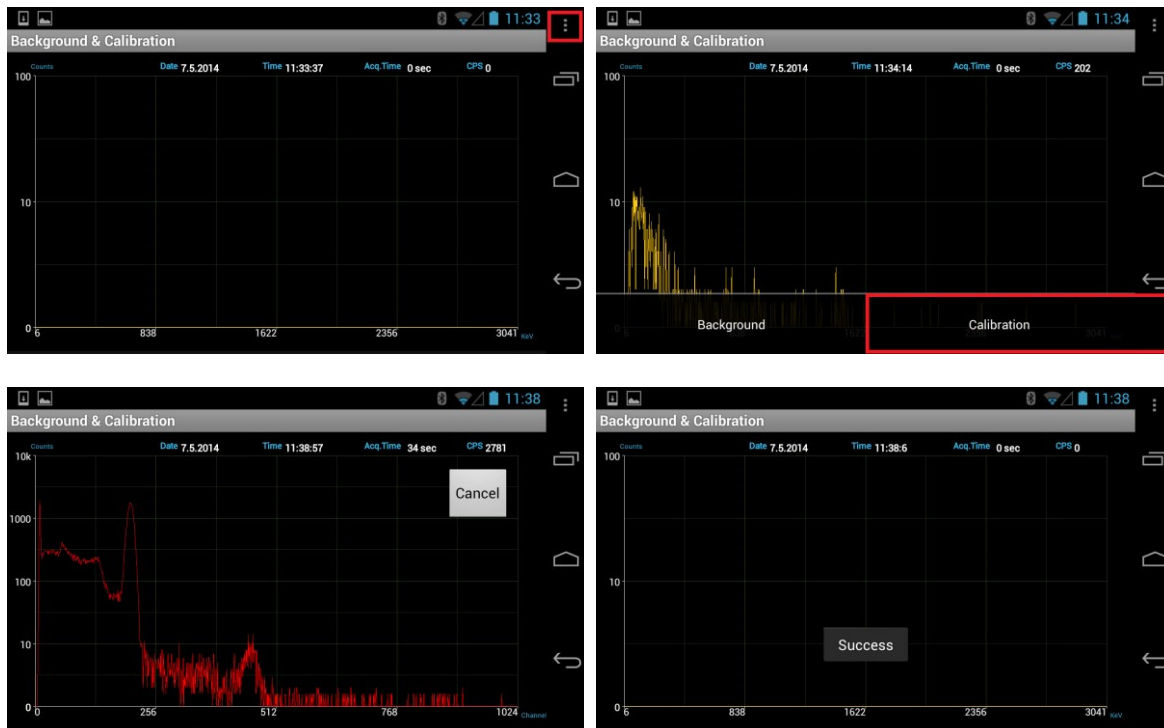 11:33
Background & Calibration
Counts Date 7.5.2014 Time 11:33:37 Acq.Time 0 sec CPS 0
100
10
0
6 838 1622 2356 3041 KeV
11:34
Background & Calibration
Counts Date 7.5.2014 Time 11:34:14 Acq.Time 0 sec CPS 202
100
10
Background Calibration
0 6 1622 3041
11:38
Background & Calibration
Counts Date 7.5.2014 Time 11:38:57 Acq.Time 34 sec CPS 2781
10k
Cancel
1000
100
10
0
0 256 512 768 1024 Channel
11:38
Background & Calibration
Counts Date 7.5.2014 Time 11:38:6 Acq.Time 0 sec CPS 0
100
10
Success
0
6 838 1622 2356 3041 KeV